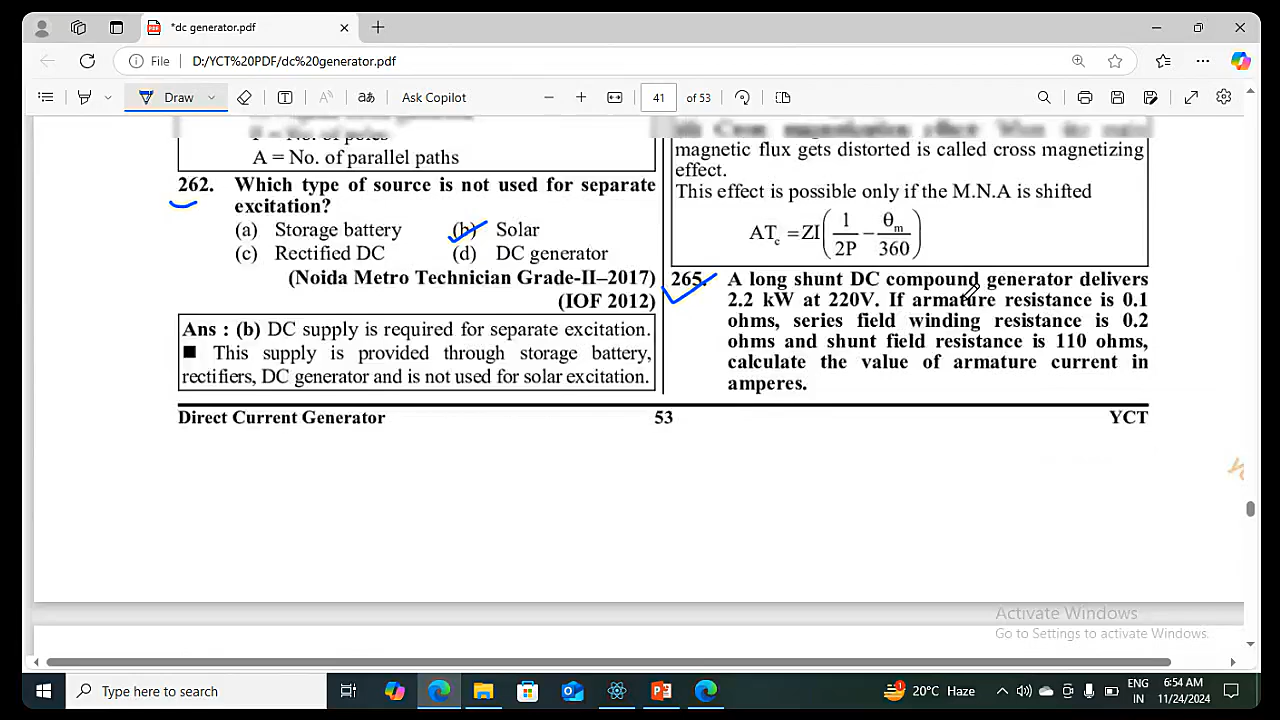 *dc generator.pdf
File
D:/YCT%20PDF/dc%20generator.pdf
Draw
Ask Copilot
41 of 53
P = No. of poles
A = No. of parallel paths
262. Which type of source is not used for separate
excitation?
(a) Storage battery (b) Solar
(c) Rectified DC (d) DC generator
(Noida Metro Technician Grade-II–2017)
(IOF 2012)
Ans : (b) DC supply is required for separate excitation.
■ This supply is provided through storage battery,
rectifiers, DC generator and is not used for solar excitation.
magnetic flux gets distorted is called cross magnetizing
effect.
This effect is possible only if the M.N.A is shifted
ATc = ZI(1/2P − θm/360)
265. A long shunt DC compound generator delivers
2.2 kW at 220V. If armature resistance is 0.1
ohms, series field winding resistance is 0.2
ohms and shunt field resistance is 110 ohms,
calculate the value of armature current in
amperes.
Direct Current Generator 53 YCT
Activate Windows
Go to Settings to activate Windows.
Type here to search
20°C Haze
ENG
IN
6:54 AM
11/24/2024